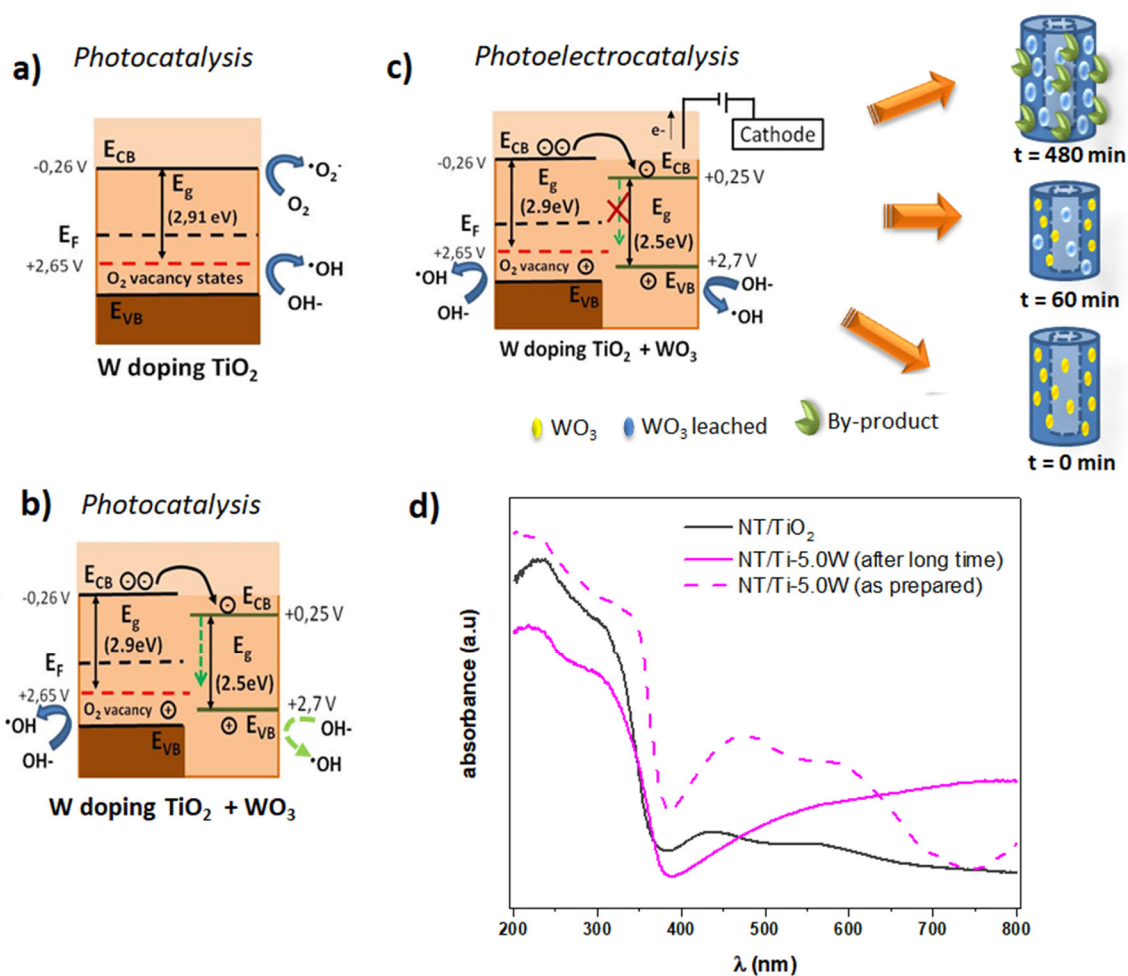 a)
Photocatalysis
E_CB
-0,26 V
E_g
(2,91 eV)
•O₂⁻
O₂
E_F
+2,65 V
O₂ vacancy states
•OH
OH-
E_VB
W doping TiO₂
c)
Photoelectrocatalysis
e-
Cathode
E_CB
-0,26 V
E_CB
+0,25 V
E_g
(2.9eV)
E_g
(2.5eV)
E_F
+2,65 V
•OH
O₂ vacancy
+2,7 V
OH-
E_VB
E_VB
OH-
•OH
W doping TiO₂ + WO₃
t = 480 min
t = 60 min
t = 0 min
WO₃
WO₃ leached
By-product
b)
Photocatalysis
E_CB
-0,26 V
E_CB
+0,25 V
E_g
(2.9eV)
E_g
(2.5eV)
E_F
+2,65 V
•OH
O₂ vacancy
+2,7 V
OH-
E_VB
E_VB
OH-
•OH
W doping TiO₂ + WO₃
d)
NT/TiO₂
NT/Ti-5.0W (after long time)
NT/Ti-5.0W (as prepared)
absorbance (a.u)
200 300 400 500 600 700 800
λ (nm)